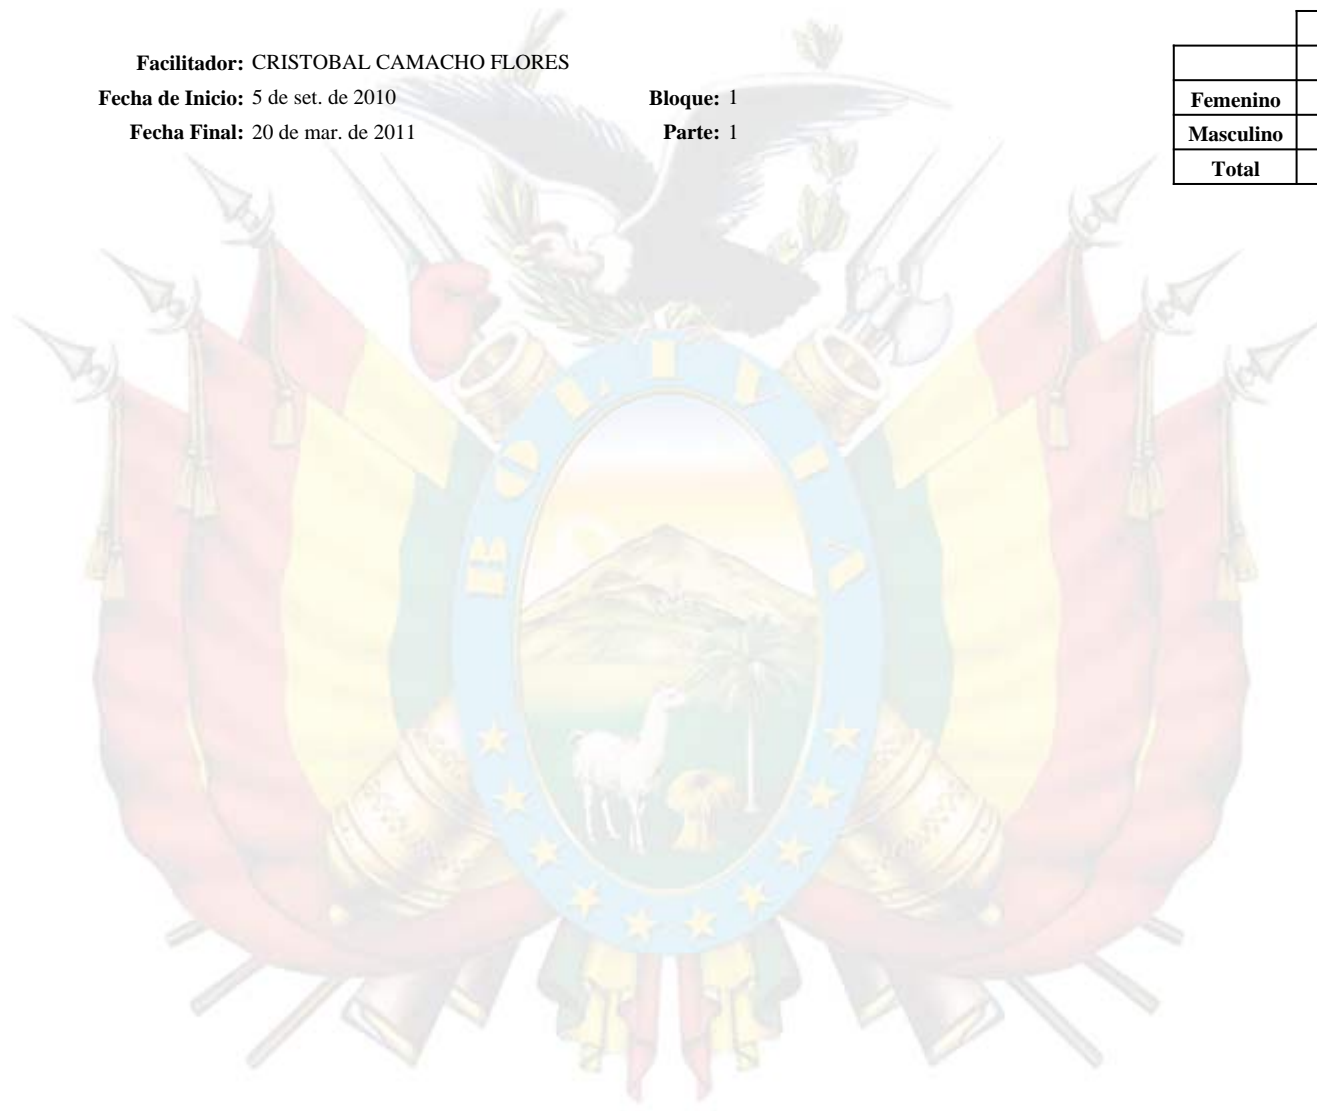 Facilitador: CRISTOBAL CAMACHO FLORES
Fecha de Inicio: 5 de set. de 2010 Bloque: 1
Fecha Final: 20 de mar. de 2011 Parte: 1
Femenino
Masculino
Total
BOLIVIA